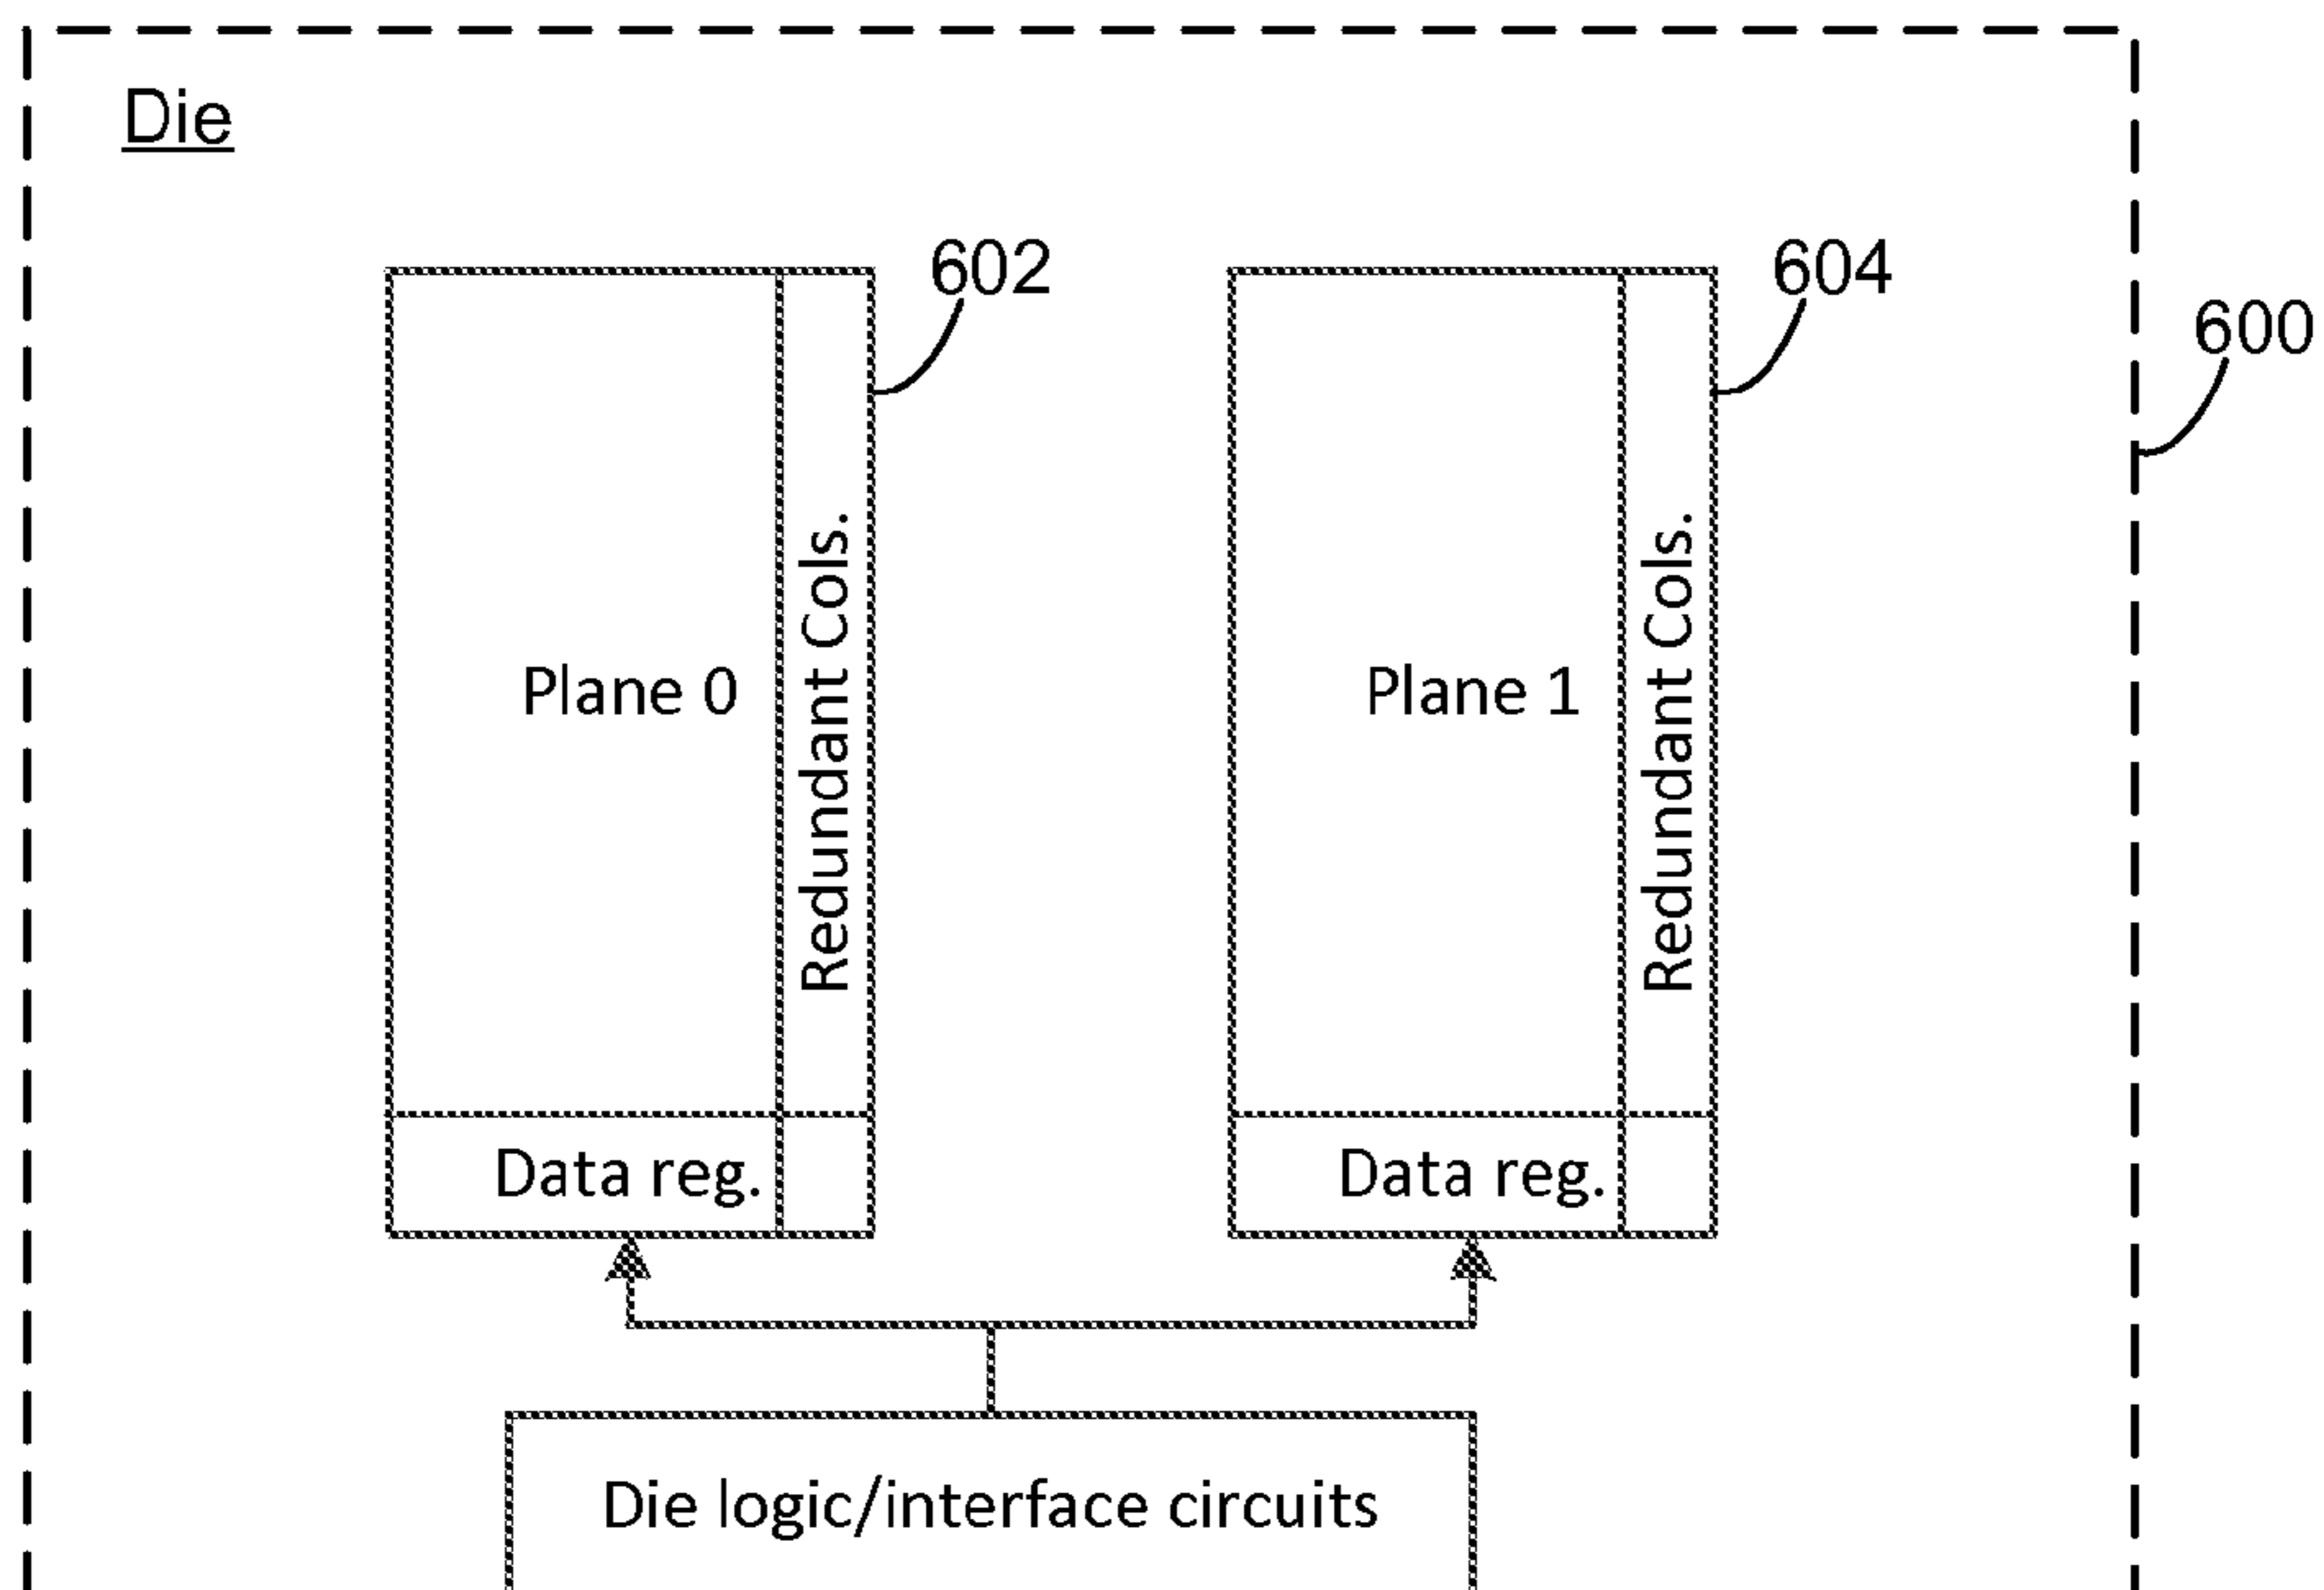 Die
602
604
600
Plane 0
Redundant Cols.
Plane 1
Redundant Cols.
Data reg.
Data reg.
Die logic/interface circuits